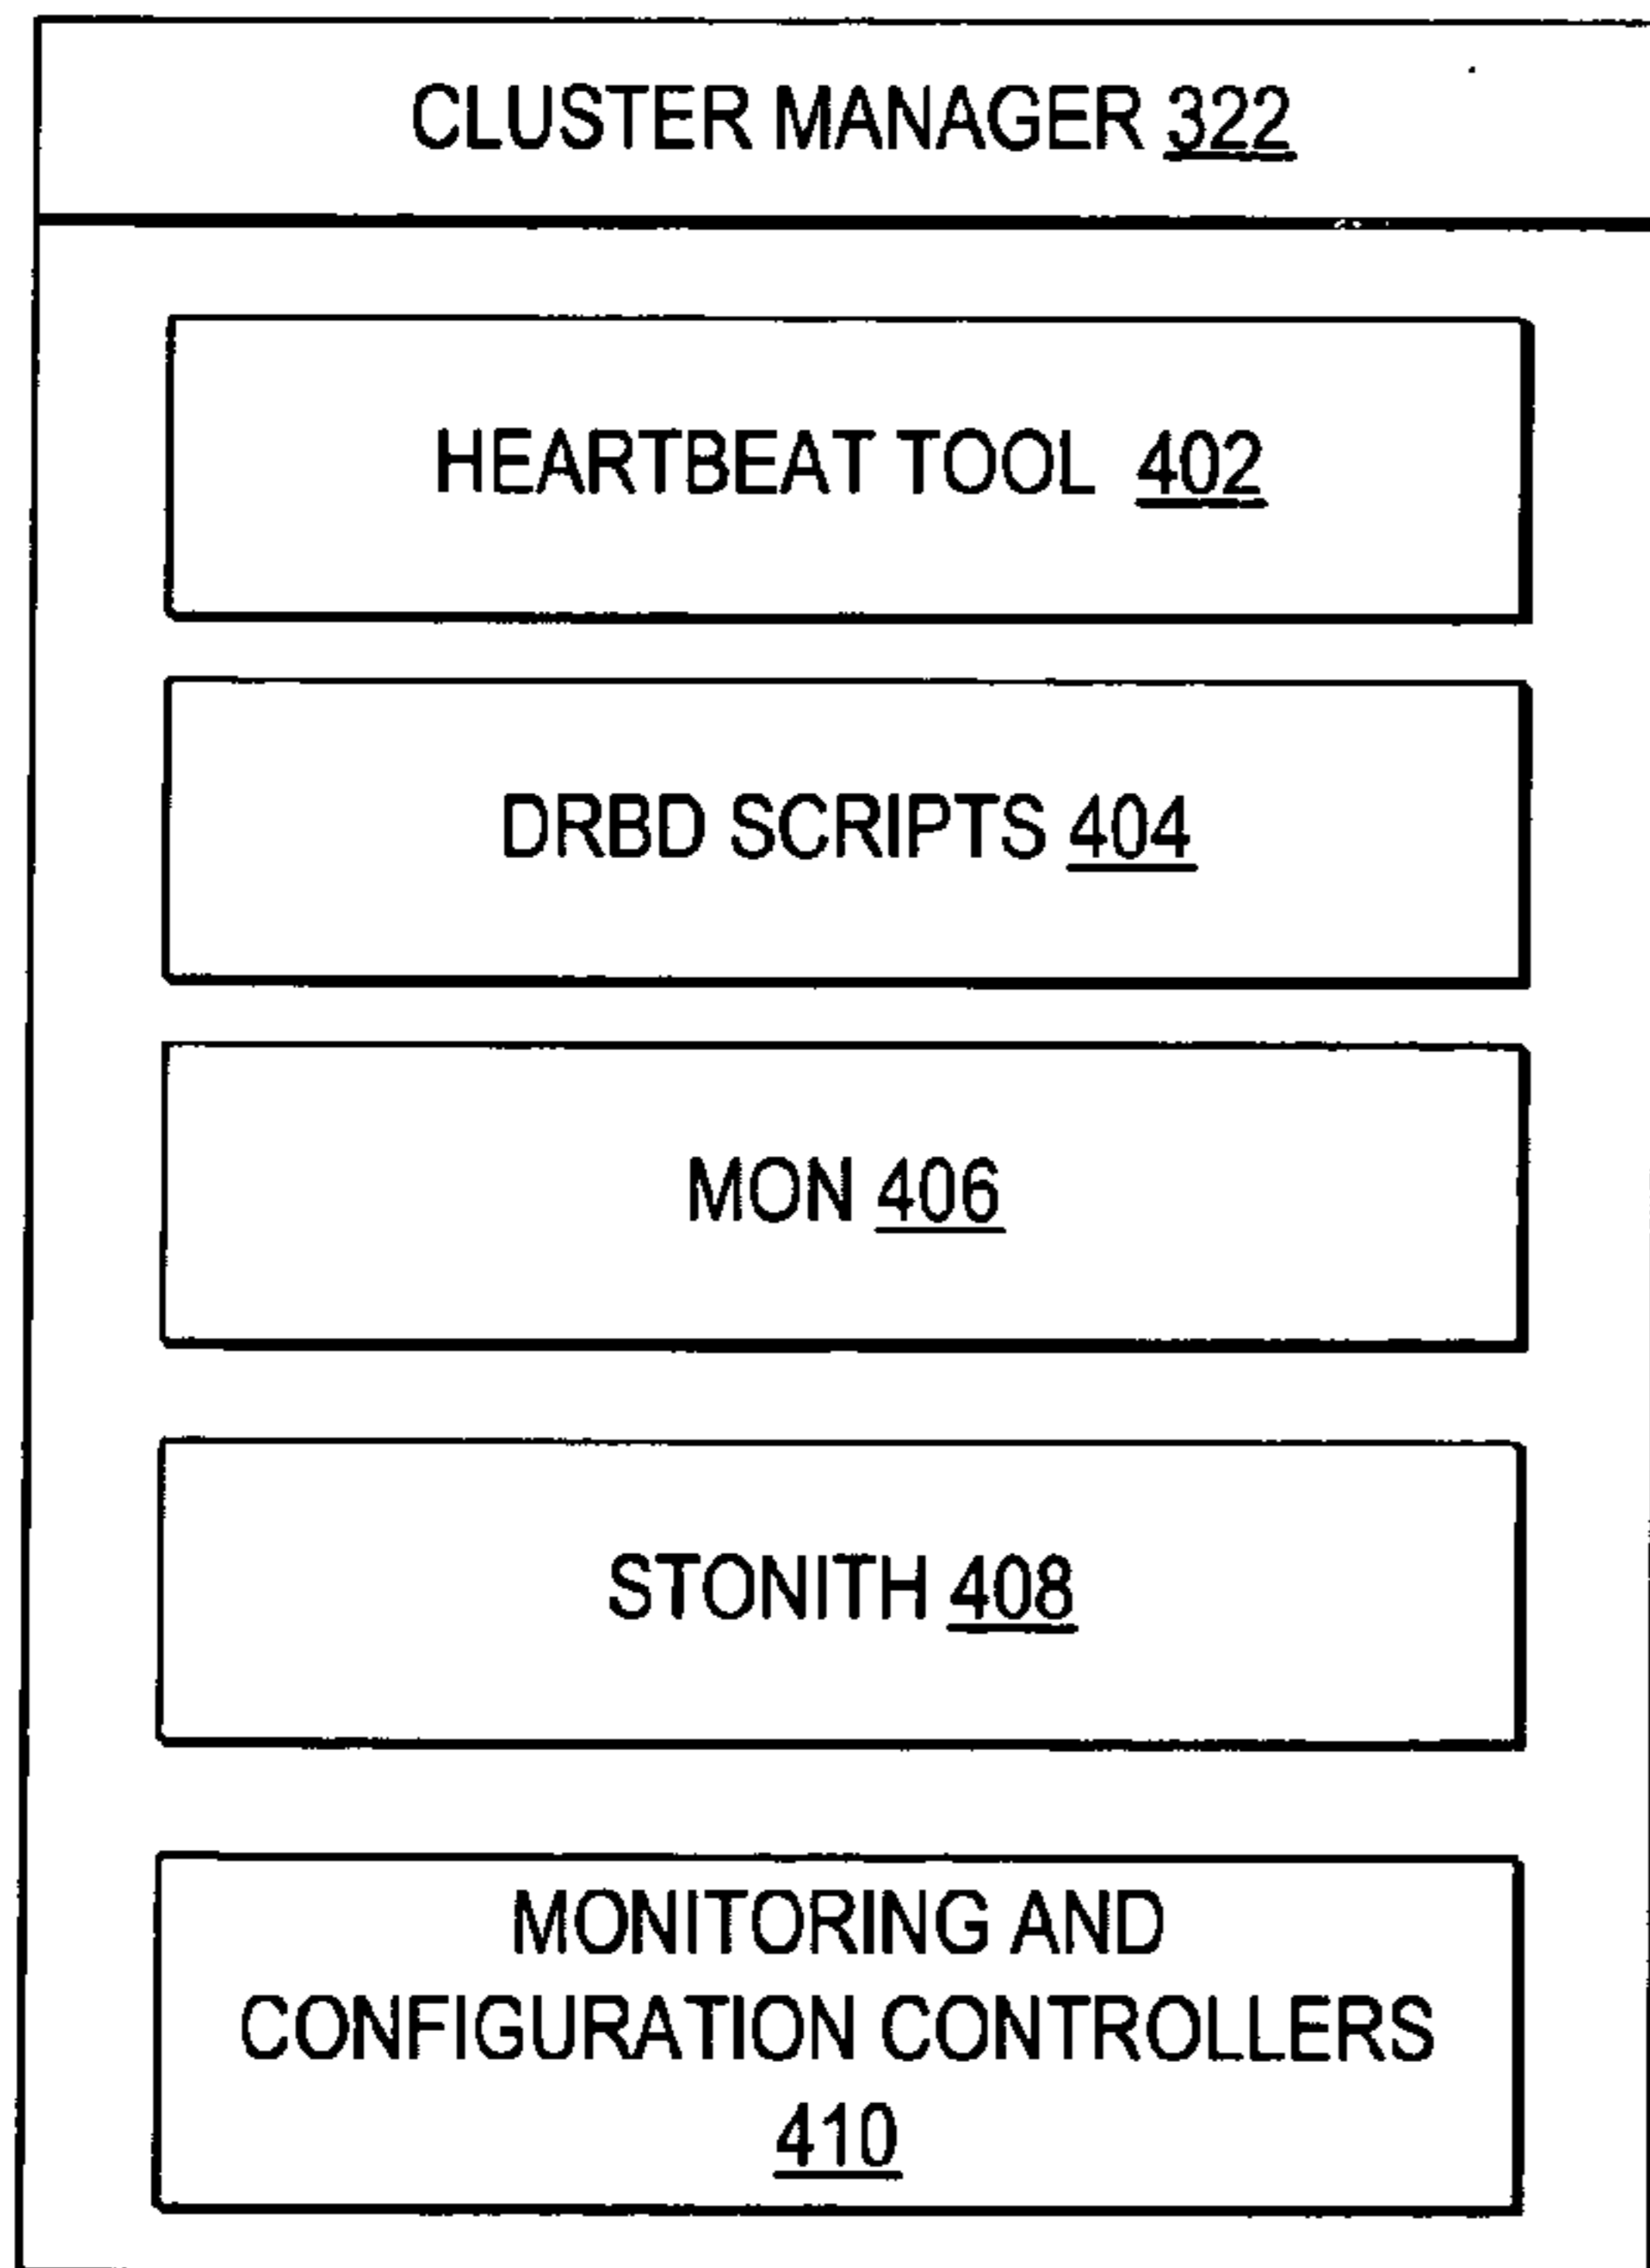 CLUSTER MANAGER 322
HEARTBEAT TOOL 402
DRBD SCRIPTS 404
MON 406
STONITH 408
MONITORING AND
CONFIGURATION CONTROLLERS
410